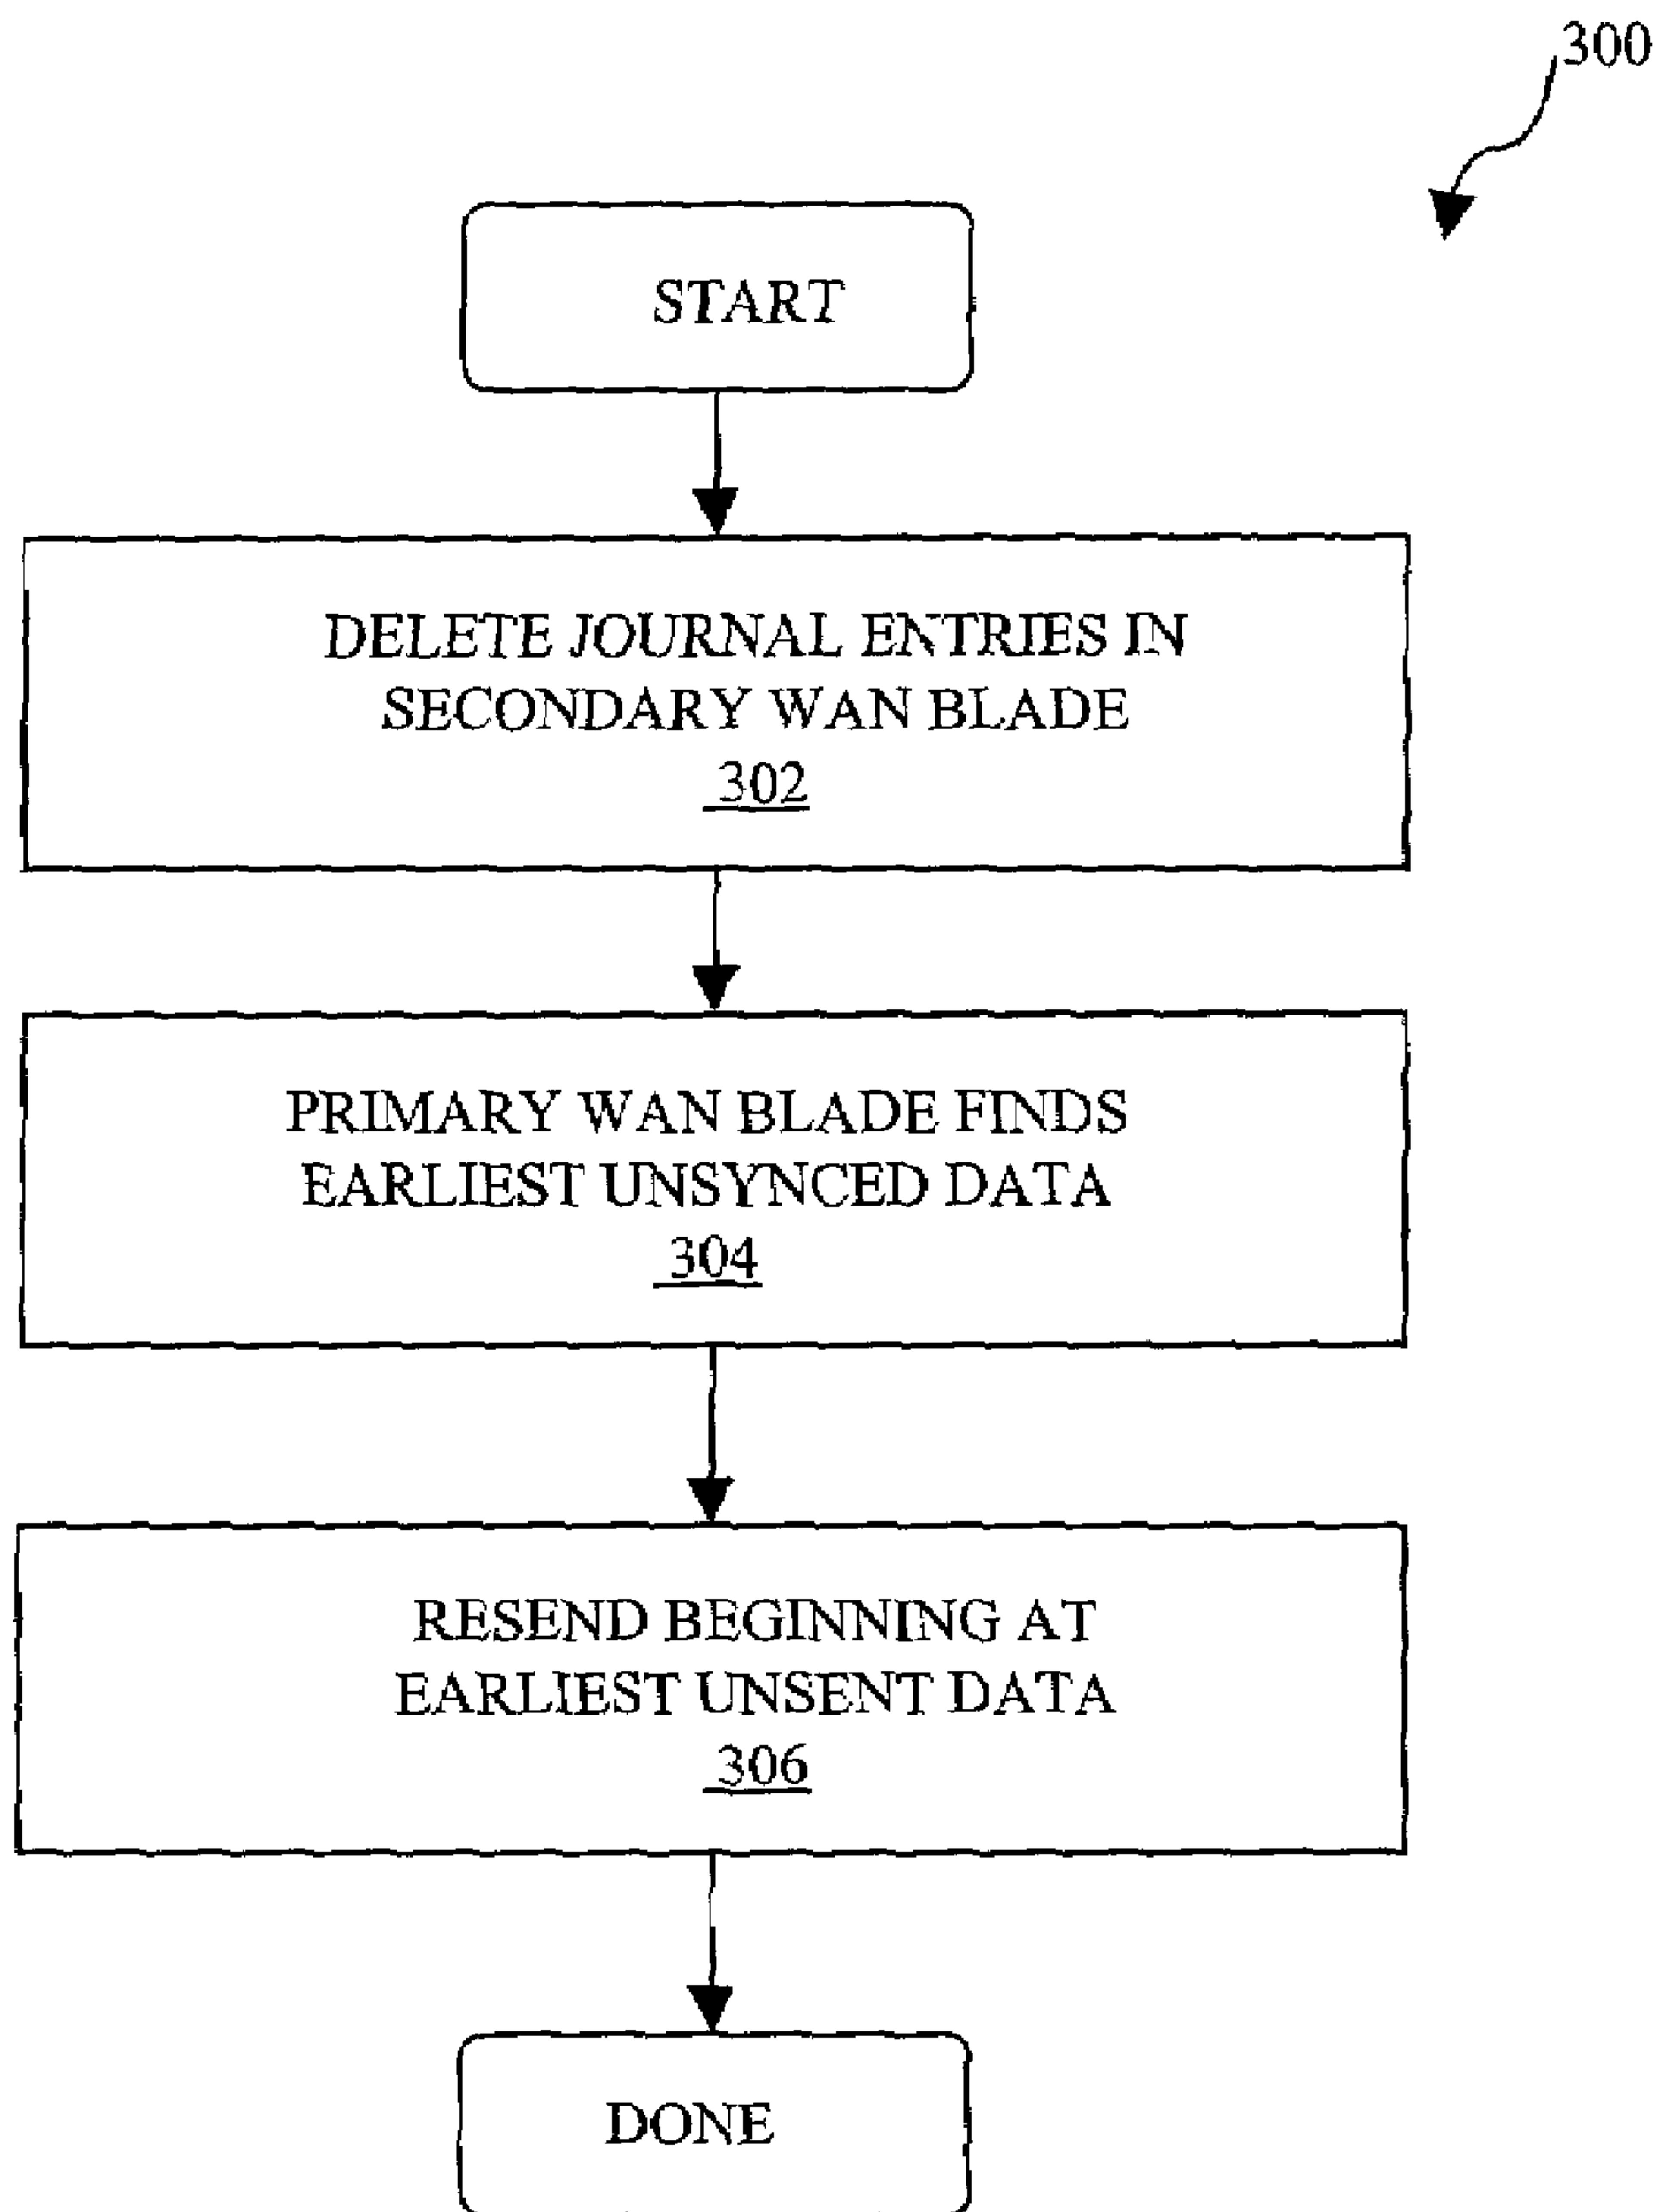 300
START
DELETE JOURNAL ENTRIES IN
SECONDARY WAN BLADE
302
PRIMARY WAN BLADE FINDS
EARLIEST UNSYNCED DATA
304
RESEND BEGINNING AT
EARLIEST UNSENT DATA
306
DONE